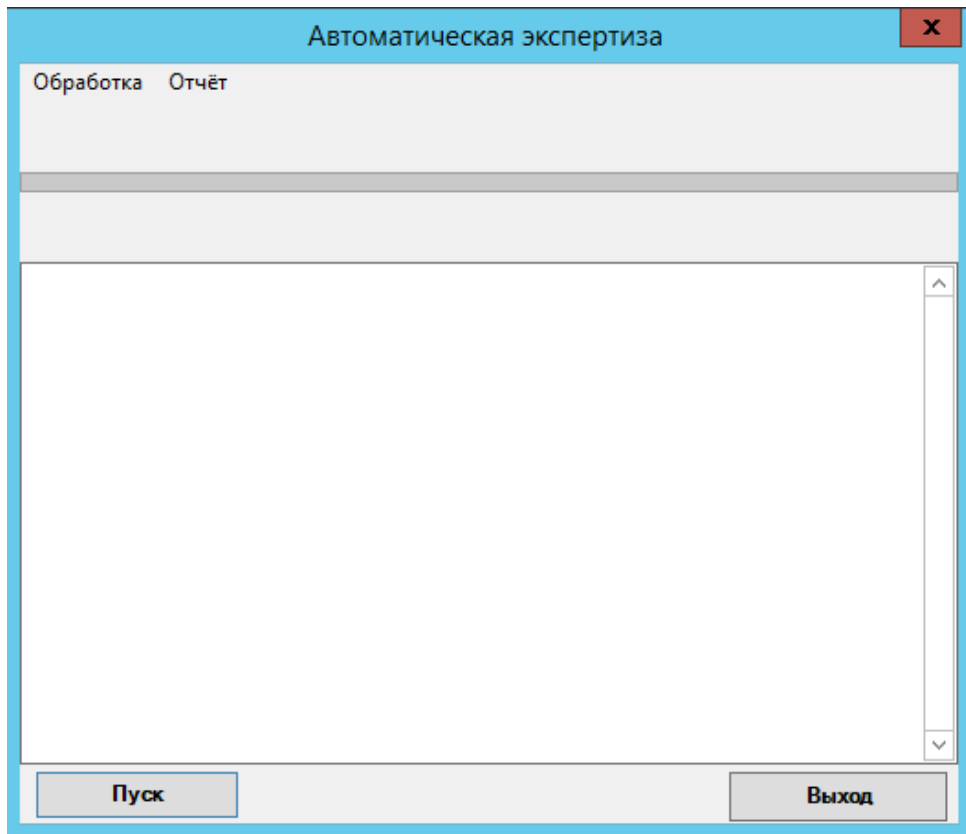 Автоматическая экспертиза
x
Обработка Отчёт
Пуск Выход